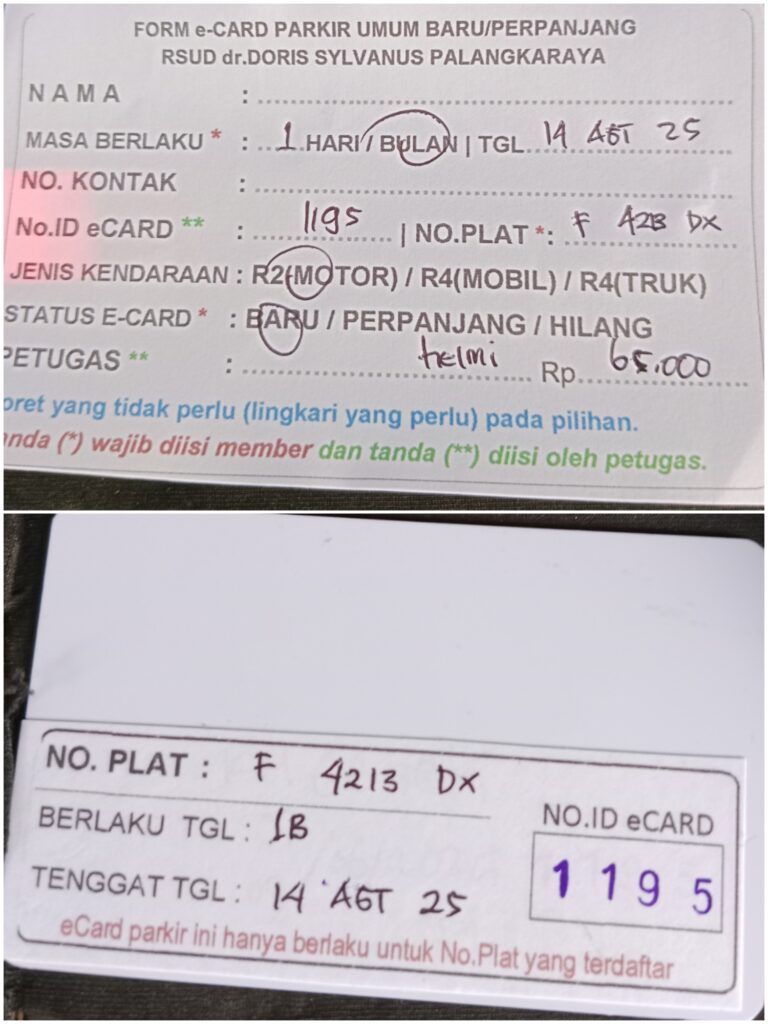 FORM e-CARD PARKIR UMUM BARU/PERPANJANG
RSUD dr.DORIS SYLVANUS PALANGKARAYA
N A M A :
MASA BERLAKU * : 1 HARI / BULAN | TGL 14 AGT 25
NO. KONTAK :
No.ID eCARD ** : 1195 | NO.PLAT *: F 4213 DX
JENIS KENDARAAN : R2(MOTOR) / R4(MOBIL) / R4(TRUK)
STATUS E-CARD * : BARU / PERPANJANG / HILANG
PETUGAS ** : helmi Rp. 65.000
oret yang tidak perlu (lingkari yang perlu) pada pilihan.
anda (*) wajib diisi member dan tanda (**) diisi oleh petugas.
NO. PLAT : F 4213 DX
BERLAKU TGL : 1B
TENGGAT TGL : 14 AGT 25
NO.ID eCARD
1195
eCard parkir ini hanya berlaku untuk No.Plat yang terdaftar